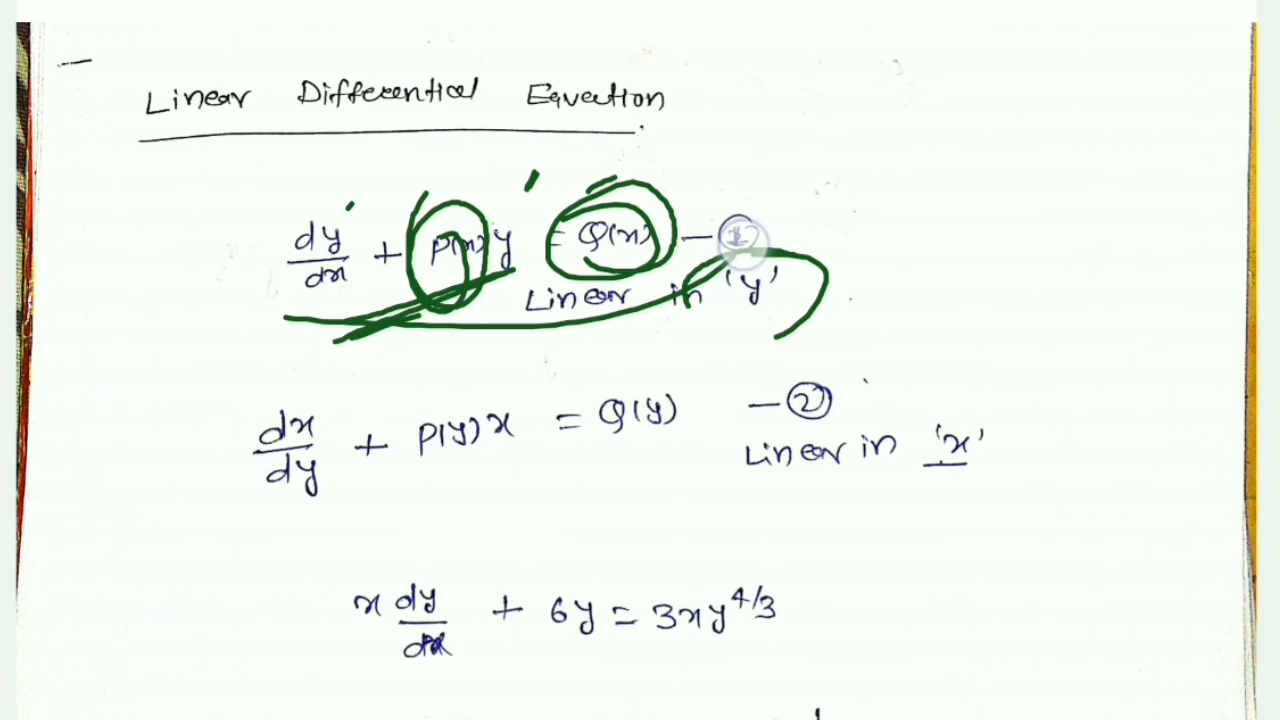 Linear Differential Equation
dy/dx + P(x)y = Q(x) - ①
Linear in 'y'
dx/dy + P(y)x = Q(y) - ②
Linear in 'x'
x dy/dx + 6y = 3xy^4/3